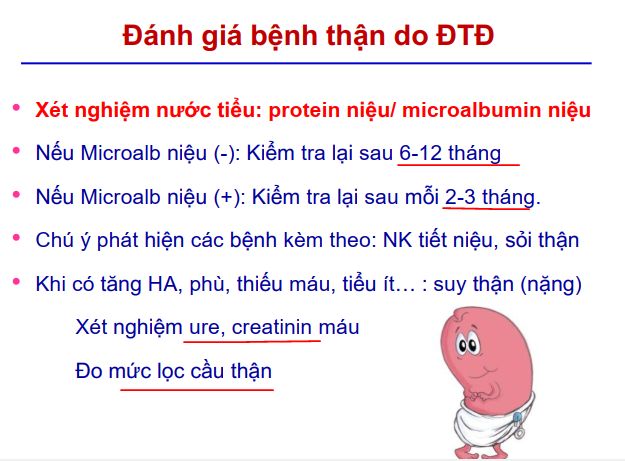 Đánh giá bệnh thận do ĐTĐ
• Xét nghiệm nước tiểu: protein niệu/ microalbumin niệu
• Nếu Microalb niệu (-): Kiểm tra lại sau 6-12 tháng
• Nếu Microalb niệu (+): Kiểm tra lại sau mỗi 2-3 tháng.
• Chú ý phát hiện các bệnh kèm theo: NK tiết niệu, sỏi thận
• Khi có tăng HA, phù, thiếu máu, tiểu ít… : suy thận (nặng)
Xét nghiệm ure, creatinin máu
Đo mức lọc cầu thận